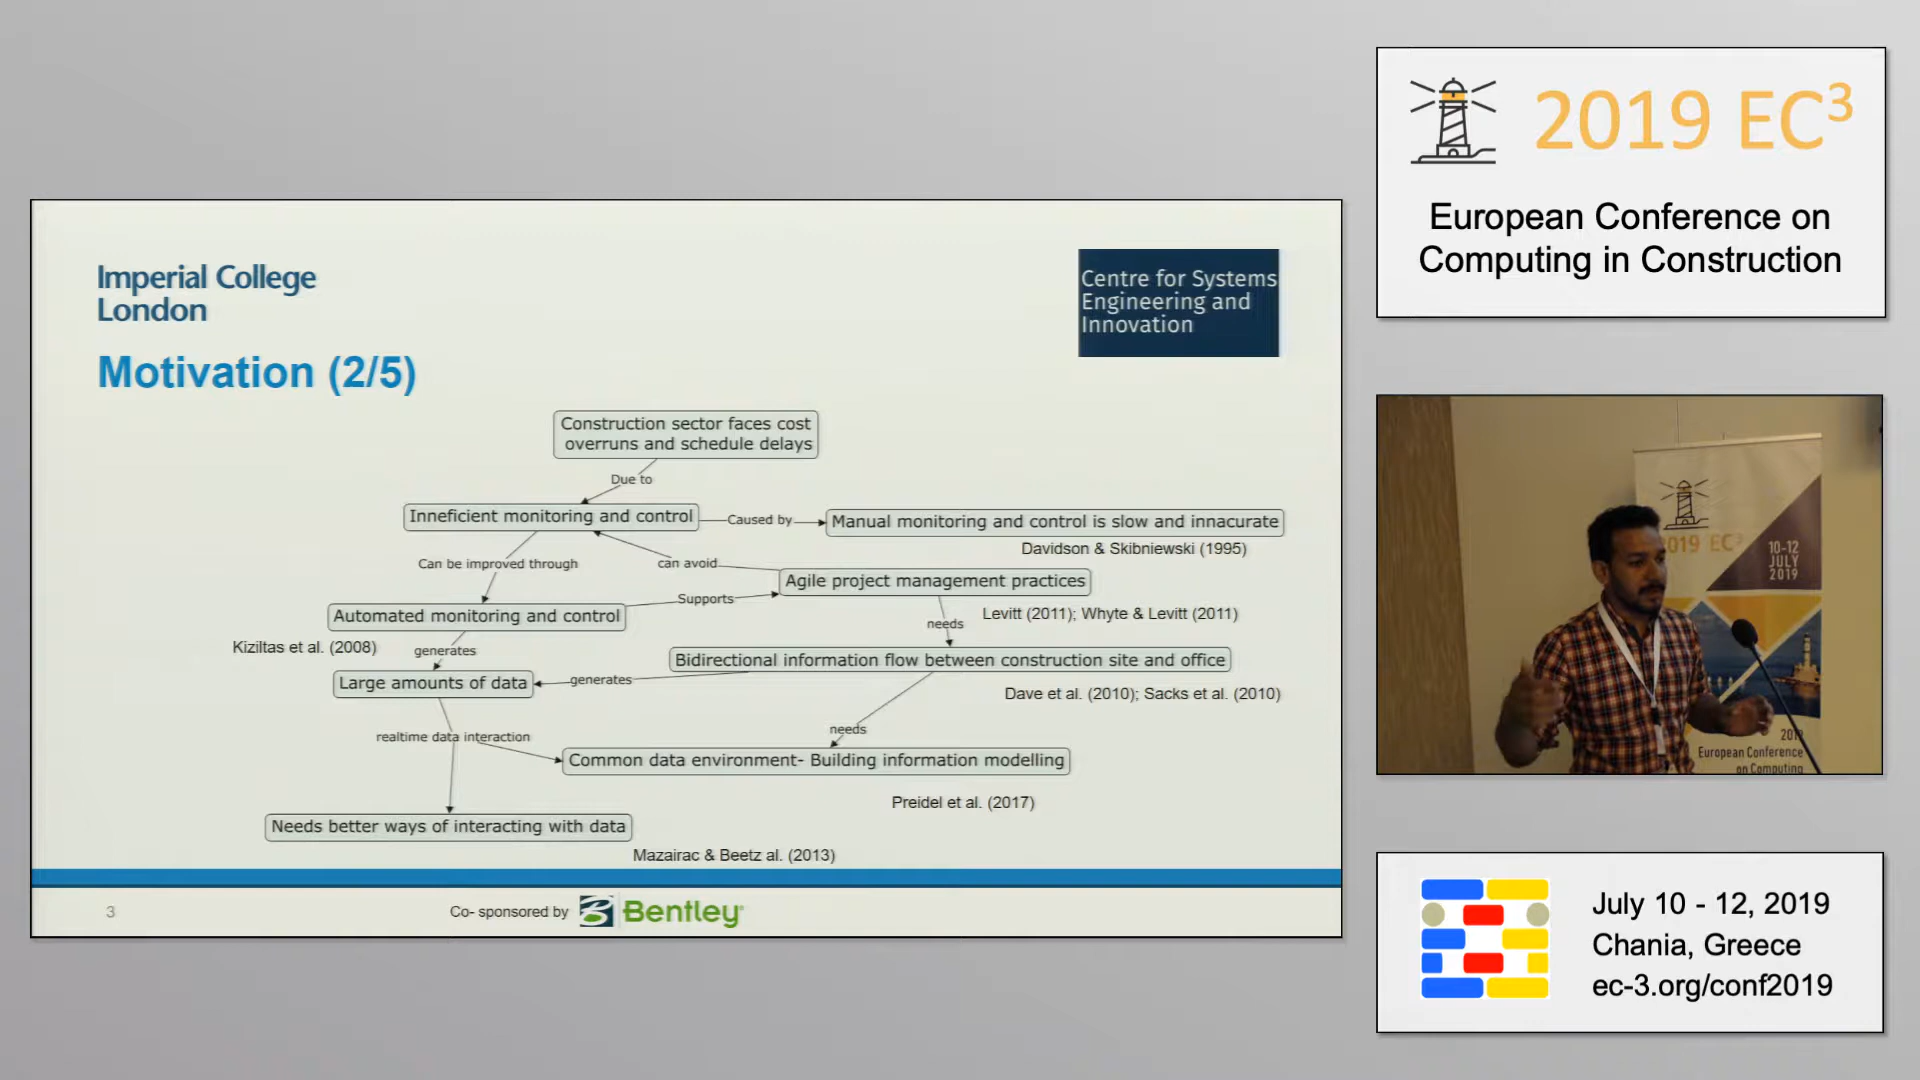 Imperial College
London
Centre for Systems
Engineering and
Innovation
Motivation (2/5)
Construction sector faces cost
overruns and schedule delays
Due to
Inneficient monitoring and control
Caused by
Manual monitoring and control is slow and innacurate
Davidson & Skibniewski (1995)
Can be improved through
can avoid
Agile project management practices
Supports
Levitt (2011); Whyte & Levitt (2011)
Automated monitoring and control
needs
Kiziltas et al. (2008)
generates
Bidirectional information flow between construction site and office
Large amounts of data
generates
Dave et al. (2010); Sacks et al. (2010)
realtime data interaction
needs
Common data environment- Building information modelling
Preidel et al. (2017)
Needs better ways of interacting with data
Mazairac & Beetz al. (2013)
3
Co- sponsored by
Bentley
2019 EC3
European Conference on
Computing in Construction
2019 EC3
10-12
JULY
2019
European Conference
on Computing
July 10 - 12, 2019
Chania, Greece
ec-3.org/conf2019